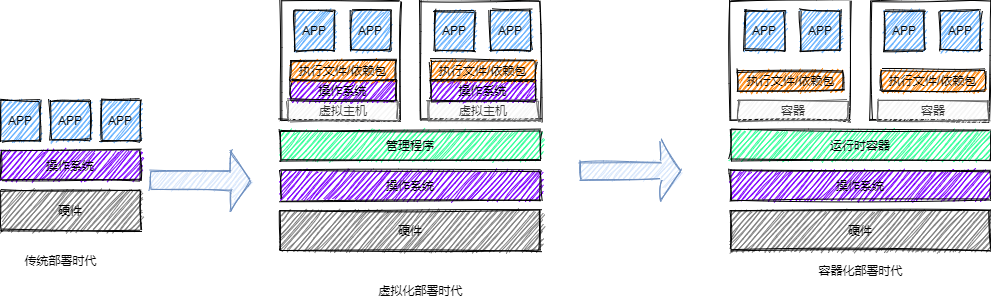 APP
APP
APP
操作系统
硬件
传统部署时代
APP
APP
执行文件/依赖包
操作系统
虚拟主机
APP
APP
执行文件/依赖包
操作系统
虚拟主机
管理程序
操作系统
硬件
虚拟化部署时代
APP
APP
执行文件/依赖包
容器
APP
APP
执行文件/依赖包
容器
运行时容器
操作系统
硬件
容器化部署时代